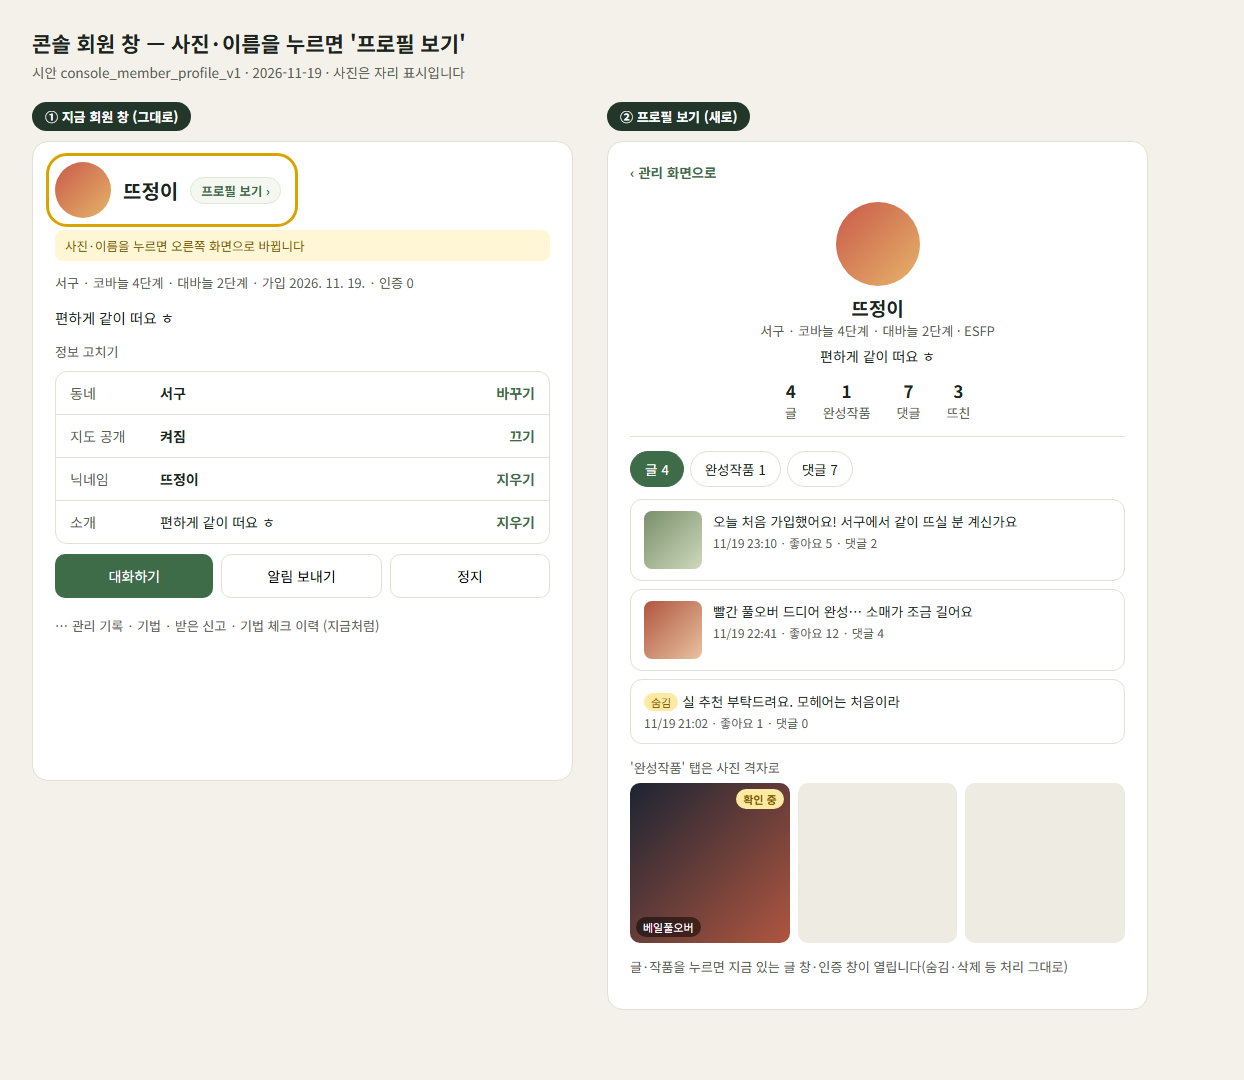 콘솔 회원 창 — 사진·이름을 누르면 '프로필 보기'
시안 console_member_profile_v1 · 2026-11-19 · 사진은 자리 표시입니다
① 지금 회원 창 (그대로)
뜨정이
프로필 보기 ›
사진·이름을 누르면 오른쪽 화면으로 바뀝니다
서구 · 코바늘 4단계 · 대바늘 2단계 · 가입 2026. 11. 19. · 인증 0
편하게 같이 떠요 ㅎ
정보 고치기
동네 서구 바꾸기
지도 공개 켜짐 끄기
닉네임 뜨정이 지우기
소개 편하게 같이 떠요 ㅎ 지우기
대화하기 알림 보내기 정지
… 관리 기록 · 기법 · 받은 신고 · 기법 체크 이력 (지금처럼)
② 프로필 보기 (새로)
‹ 관리 화면으로
뜨정이
서구 · 코바늘 4단계 · 대바늘 2단계 · ESFP
편하게 같이 떠요 ㅎ
4 1 7 3
글 완성작품 댓글 뜨친
글 4 완성작품 1 댓글 7
오늘 처음 가입했어요! 서구에서 같이 뜨실 분 계신가요
11/19 23:10 · 좋아요 5 · 댓글 2
빨간 풀오버 드디어 완성… 소매가 조금 길어요
11/19 22:41 · 좋아요 12 · 댓글 4
숨김 실 추천 부탁드려요. 모헤어는 처음이라
11/19 21:02 · 좋아요 1 · 댓글 0
'완성작품' 탭은 사진 격자로
확인 중
베일풀오버
글·작품을 누르면 지금 있는 글 창·인증 창이 열립니다(숨김·삭제 등 처리 그대로)